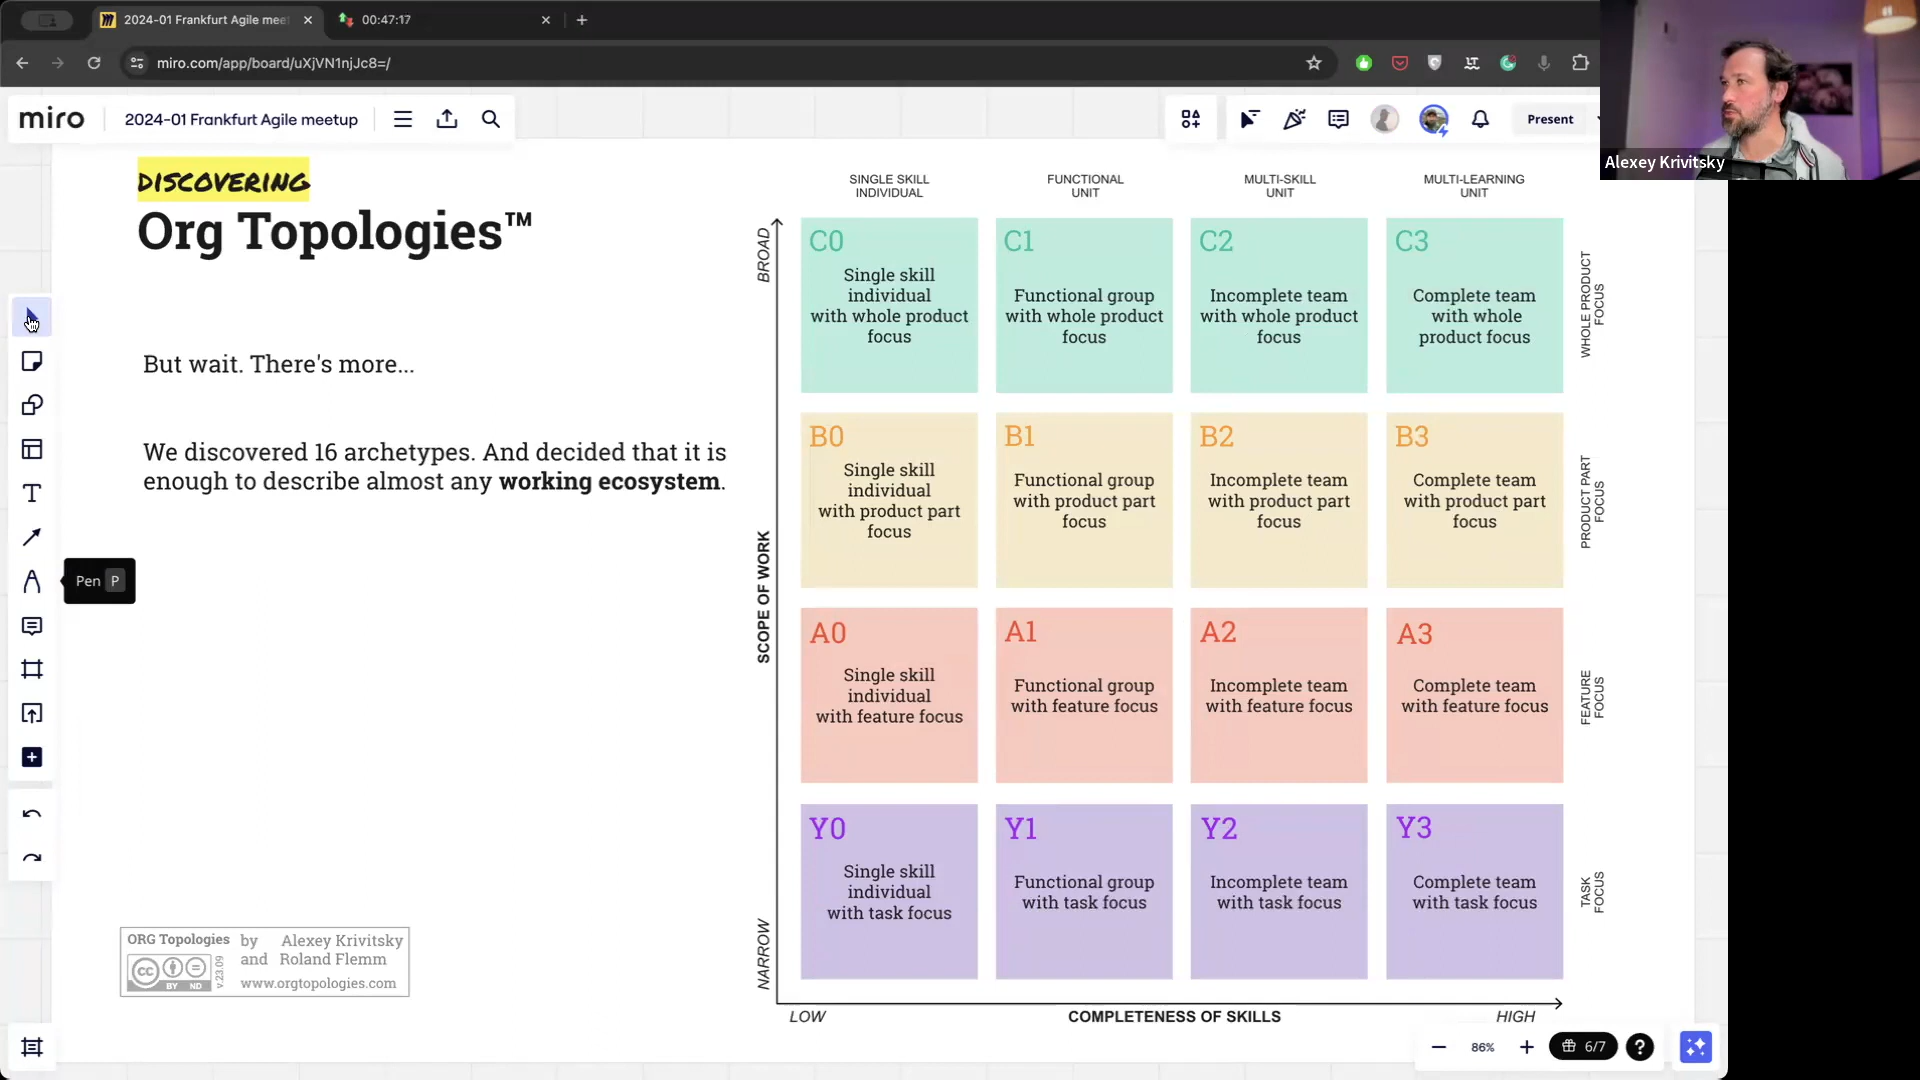 2024-01 Frankfurt Agile mee
00:47:17
miro.com/app/board/uXjVN1njJc8=/
miro
2024-01 Frankfurt Agile meetup
Present
Alexey Krivitsky
DISCOVERING
Org Topologies™
But wait. There's more...
We discovered 16 archetypes. And decided that it is
enough to describe almost any working ecosystem.
Pen P
SINGLE SKILL
INDIVIDUAL
FUNCTIONAL
UNIT
MULTI-SKILL
UNIT
MULTI-LEARNING
UNIT
BROAD
SCOPE OF WORK
NARROW
C0
Single skill
individual
with whole product
focus
C1
Functional group
with whole product
focus
C2
Incomplete team
with whole product
focus
C3
Complete team
with whole
product focus
WHOLE PRODUCT
FOCUS
B0
Single skill
individual
with product part
focus
B1
Functional group
with product part
focus
B2
Incomplete team
with product part
focus
B3
Complete team
with product part
focus
PRODUCT PART
FOCUS
A0
Single skill
individual
with feature focus
A1
Functional group
with feature focus
A2
Incomplete team
with feature focus
A3
Complete team
with feature focus
FEATURE
FOCUS
Y0
Single skill
individual
with task focus
Y1
Functional group
with task focus
Y2
Incomplete team
with task focus
Y3
Complete team
with task focus
TASK
FOCUS
LOW
COMPLETENESS OF SKILLS
HIGH
ORG Topologies by Alexey Krivitsky
and Roland Flemm
www.orgtopologies.com
cc
BY ND
v.23.09
86%
6/7
?